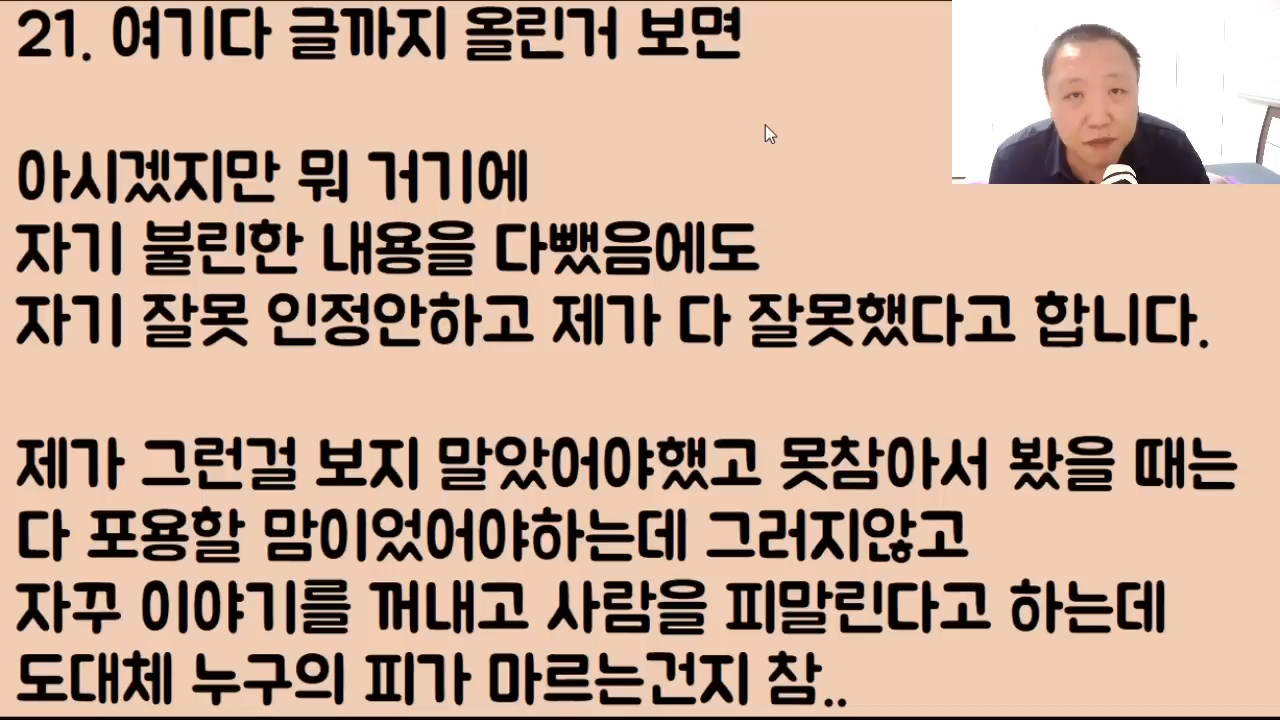 21. 여기다 글까지 올린거 보면
아시겠지만 뭐 거기에
자기 불린한 내용을 다뺐음에도
자기 잘못 인정안하고 제가 다 잘못했다고 합니다.
제가 그런걸 보지 말았어야했고 못참아서 봤을 때는
다 포용할 맘이었어야하는데 그러지않고
자꾸 이야기를 꺼내고 사람을 피말린다고 하는데
도대체 누구의 피가 마르는건지 참..